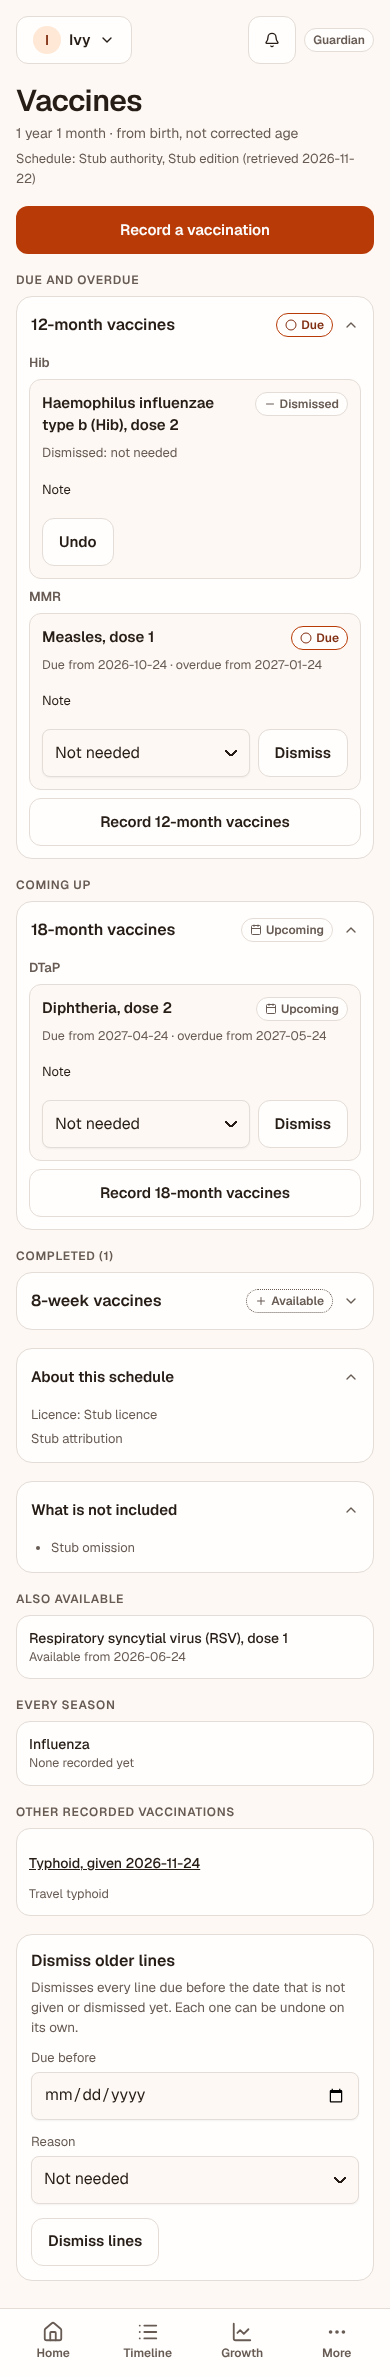 I Ivy
Guardian
Vaccines
1 year 1 month · from birth, not corrected age
Schedule: Stub authority, Stub edition (retrieved 2026-11-
22)
Record a vaccination
DUE AND OVERDUE
12-month vaccines
Due
Hib
Haemophilus influenzae
type b (Hib), dose 2
Dismissed
Dismissed: not needed
Note
Undo
MMR
Measles, dose 1
Due
Due from 2026-10-24 · overdue from 2027-01-24
Note
Not needed
Dismiss
Record 12-month vaccines
COMING UP
18-month vaccines
Upcoming
DTaP
Diphtheria, dose 2
Upcoming
Due from 2027-04-24 · overdue from 2027-05-24
Note
Not needed
Dismiss
Record 18-month vaccines
COMPLETED (1)
8-week vaccines
Available
About this schedule
Licence: Stub licence
Stub attribution
What is not included
• Stub omission
ALSO AVAILABLE
Respiratory syncytial virus (RSV), dose 1
Available from 2026-06-24
EVERY SEASON
Influenza
None recorded yet
OTHER RECORDED VACCINATIONS
Typhoid, given 2026-11-24
Travel typhoid
Dismiss older lines
Dismisses every line due before the date that is not
given or dismissed yet. Each one can be undone on
its own.
Due before
mm/dd/yyyy
Reason
Not needed
Dismiss lines
Home
Timeline
Growth
More